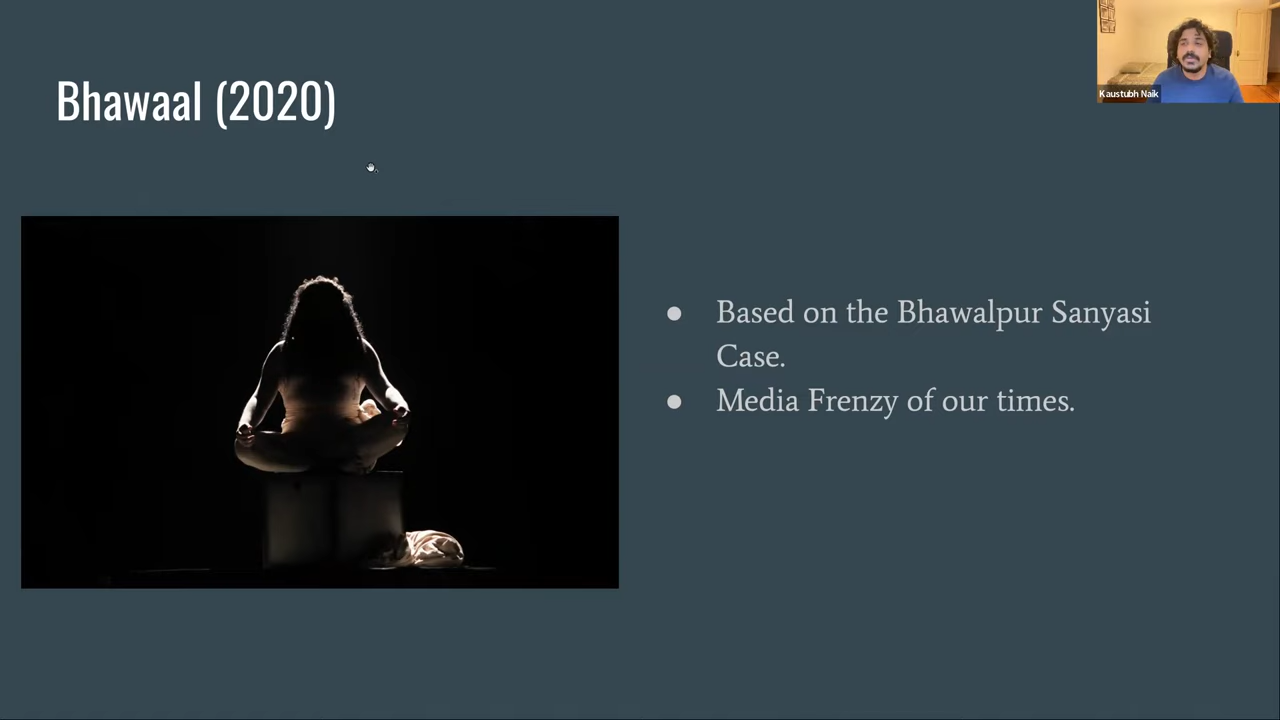 Bhawaal (2020)
Kaustubh Naik
● Based on the Bhawalpur Sanyasi
Case.
● Media Frenzy of our times.